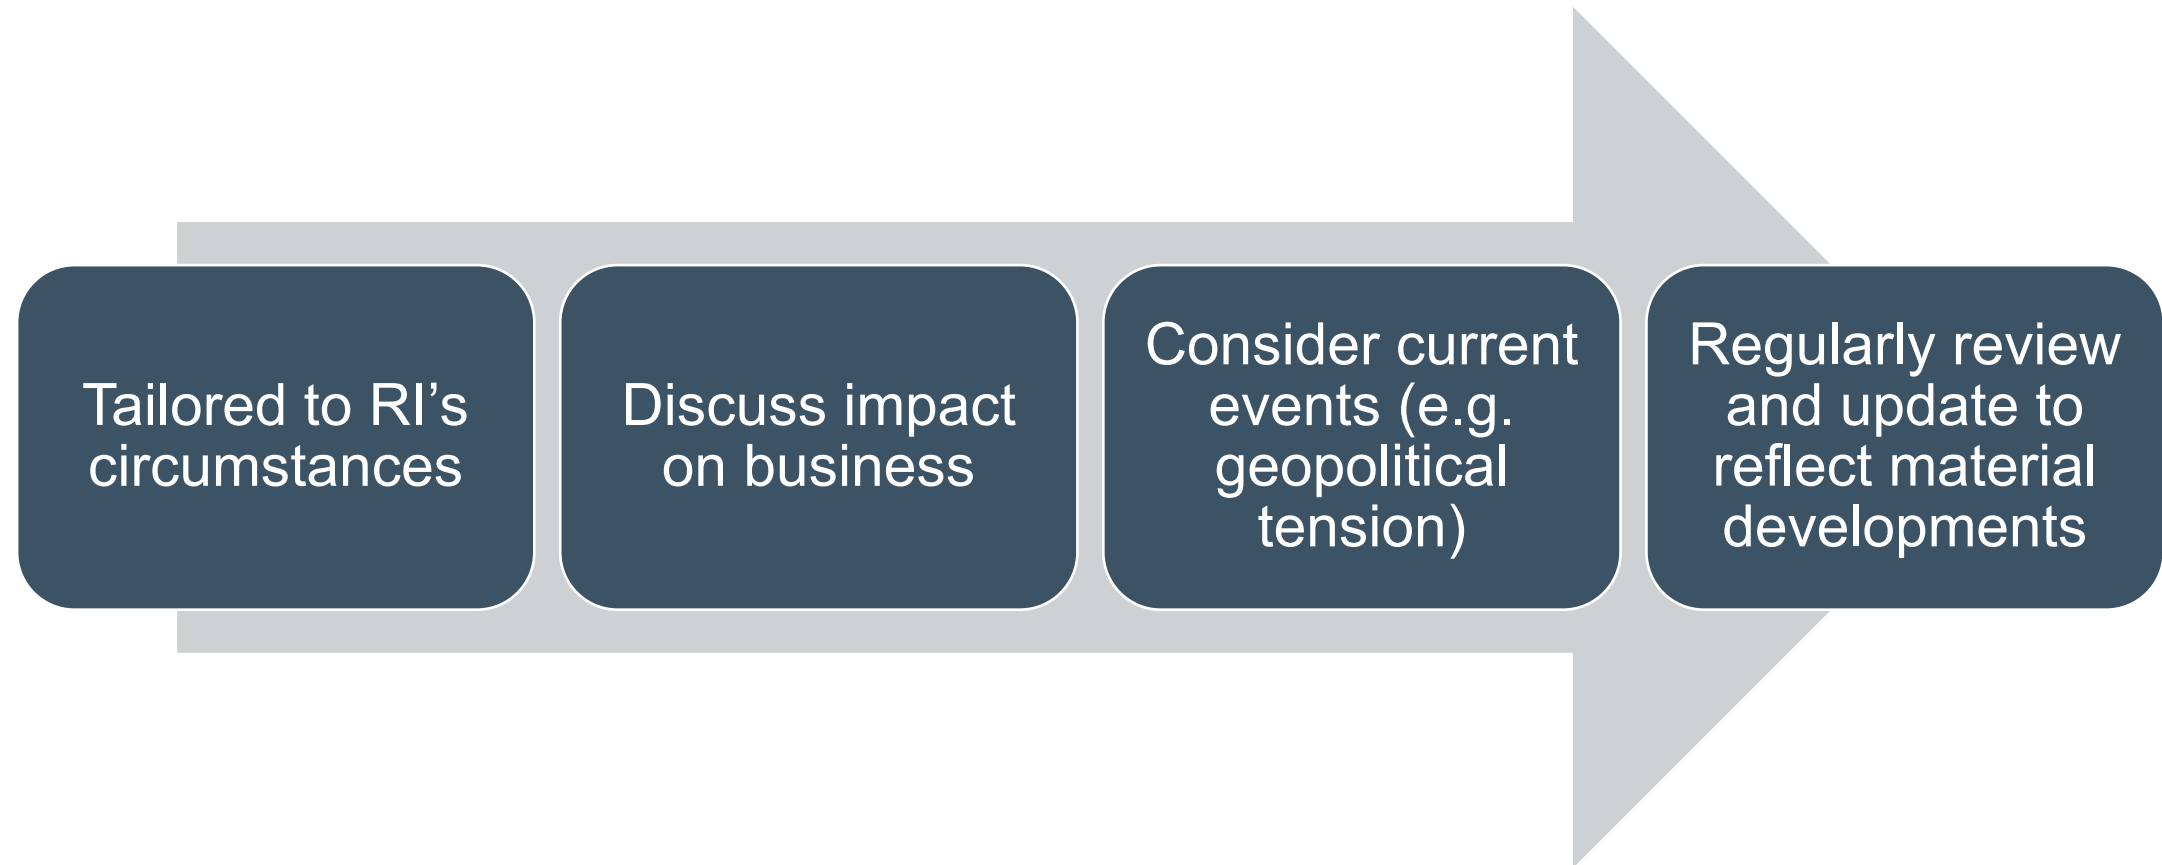 Tailored to RI’s
circumstances
Discuss impact
on business
Consider current
events (e.g.
geopolitical
tension)
Regularly review
and update to
reflect material
developments